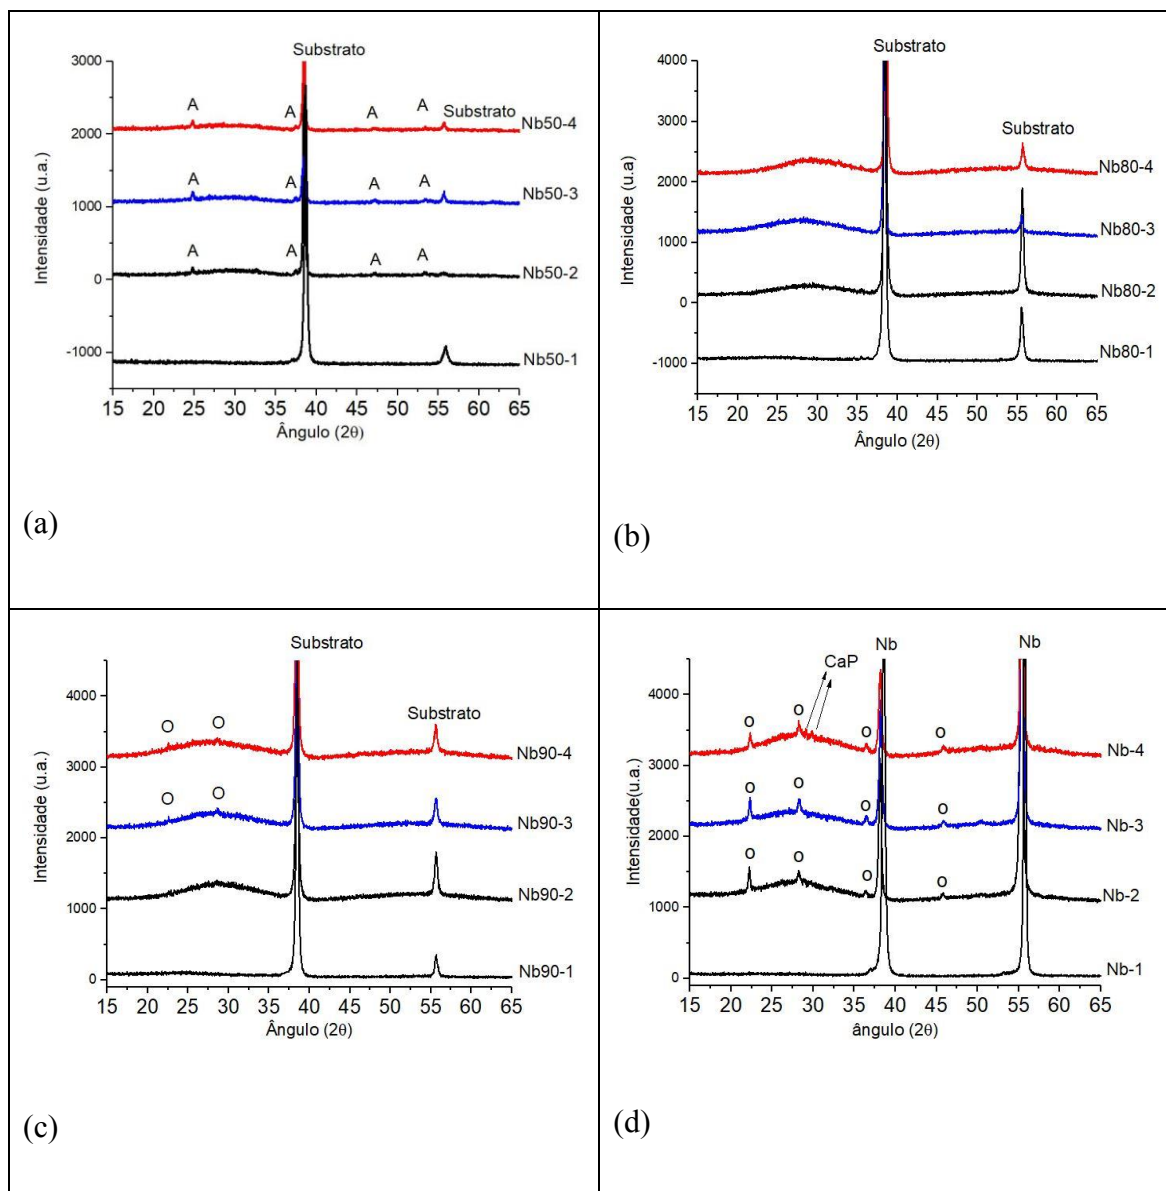 Substrato
3000
2000
1000
0
-1000
Intensidade (u.a.)
A A A A
Substrato
Nb50-4
A A A A
Nb50-3
A A A A
Nb50-2
Nb50-1
15 20 25 30 35 40 45 50 55 60 65
Ângulo (2θ)
(a)
Substrato
4000
3000
2000
1000
0
-1000
Intensidade (u.a)
Substrato
Nb80-4
Nb80-3
Nb80-2
Nb80-1
15 20 25 30 35 40 45 50 55 60 65
Ângulo (2θ)
(b)
Substrato
4000
3000
2000
1000
0
Intensidade (u.a.)
Substrato
O O
Nb90-4
O O
Nb90-3
Nb90-2
Nb90-1
15 20 25 30 35 40 45 50 55 60 65
Ângulo (2θ)
(c)
Nb Nb
CaP
4000
3000
2000
1000
0
Intensidade(u.a.)
o o o o
Nb-4
o o o o
Nb-3
o o o o
Nb-2
Nb-1
15 20 25 30 35 40 45 50 55 60 65
ângulo (2θ)
(d)